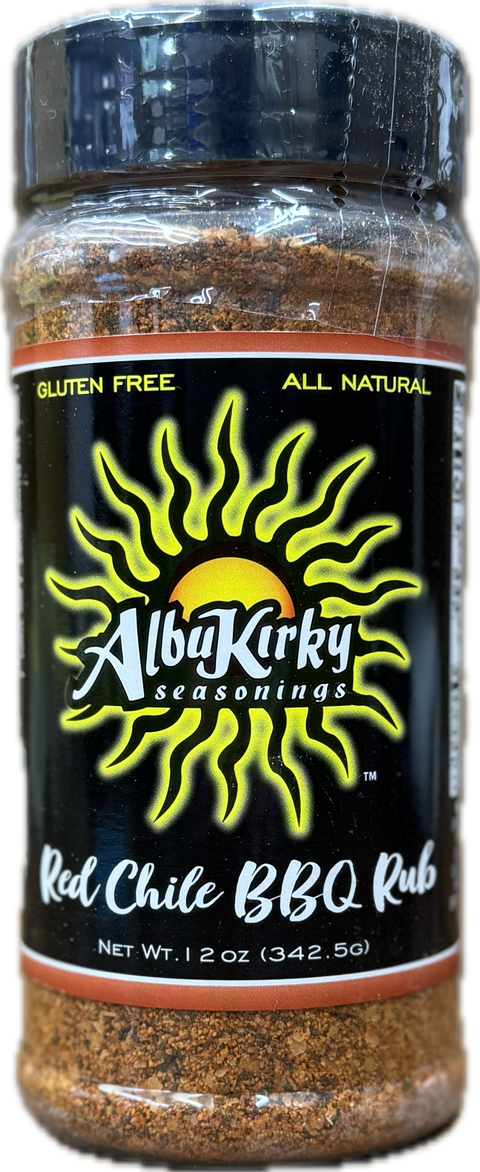 GLUTEN FREE ALL NATURAL
AlbuKirky
seasonings
TM
Red Chile BBQ Rub
NET WT. 12 OZ (342.5G)